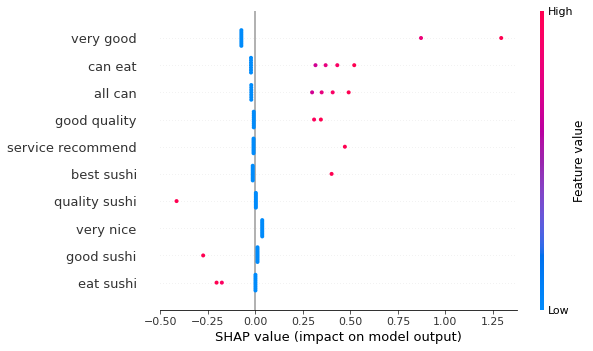 High
very good
can eat
all can
good quality
service recommend
best sushi
quality sushi
very nice
good sushi
eat sushi
Feature value
Low
−0.50 −0.25 0.00 0.25 0.50 0.75 1.00 1.25
SHAP value (impact on model output)